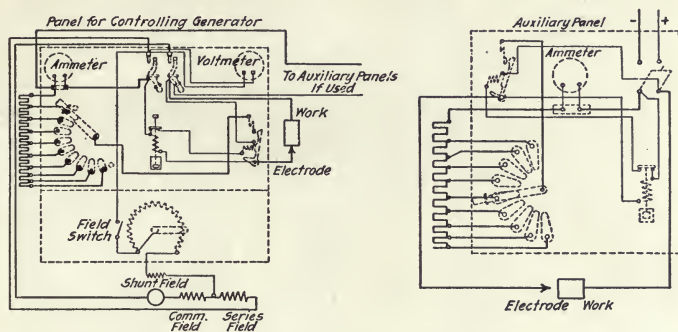 Panel for Controlling Generator
Ammeter
Voltmeter
To Auxiliary Panels
If Used
Work
Electrode
Field
Switch
Shunt Field
Comm.
Field
Series
Field
Auxiliary Panel
- +
Ammeter
Electrode Work